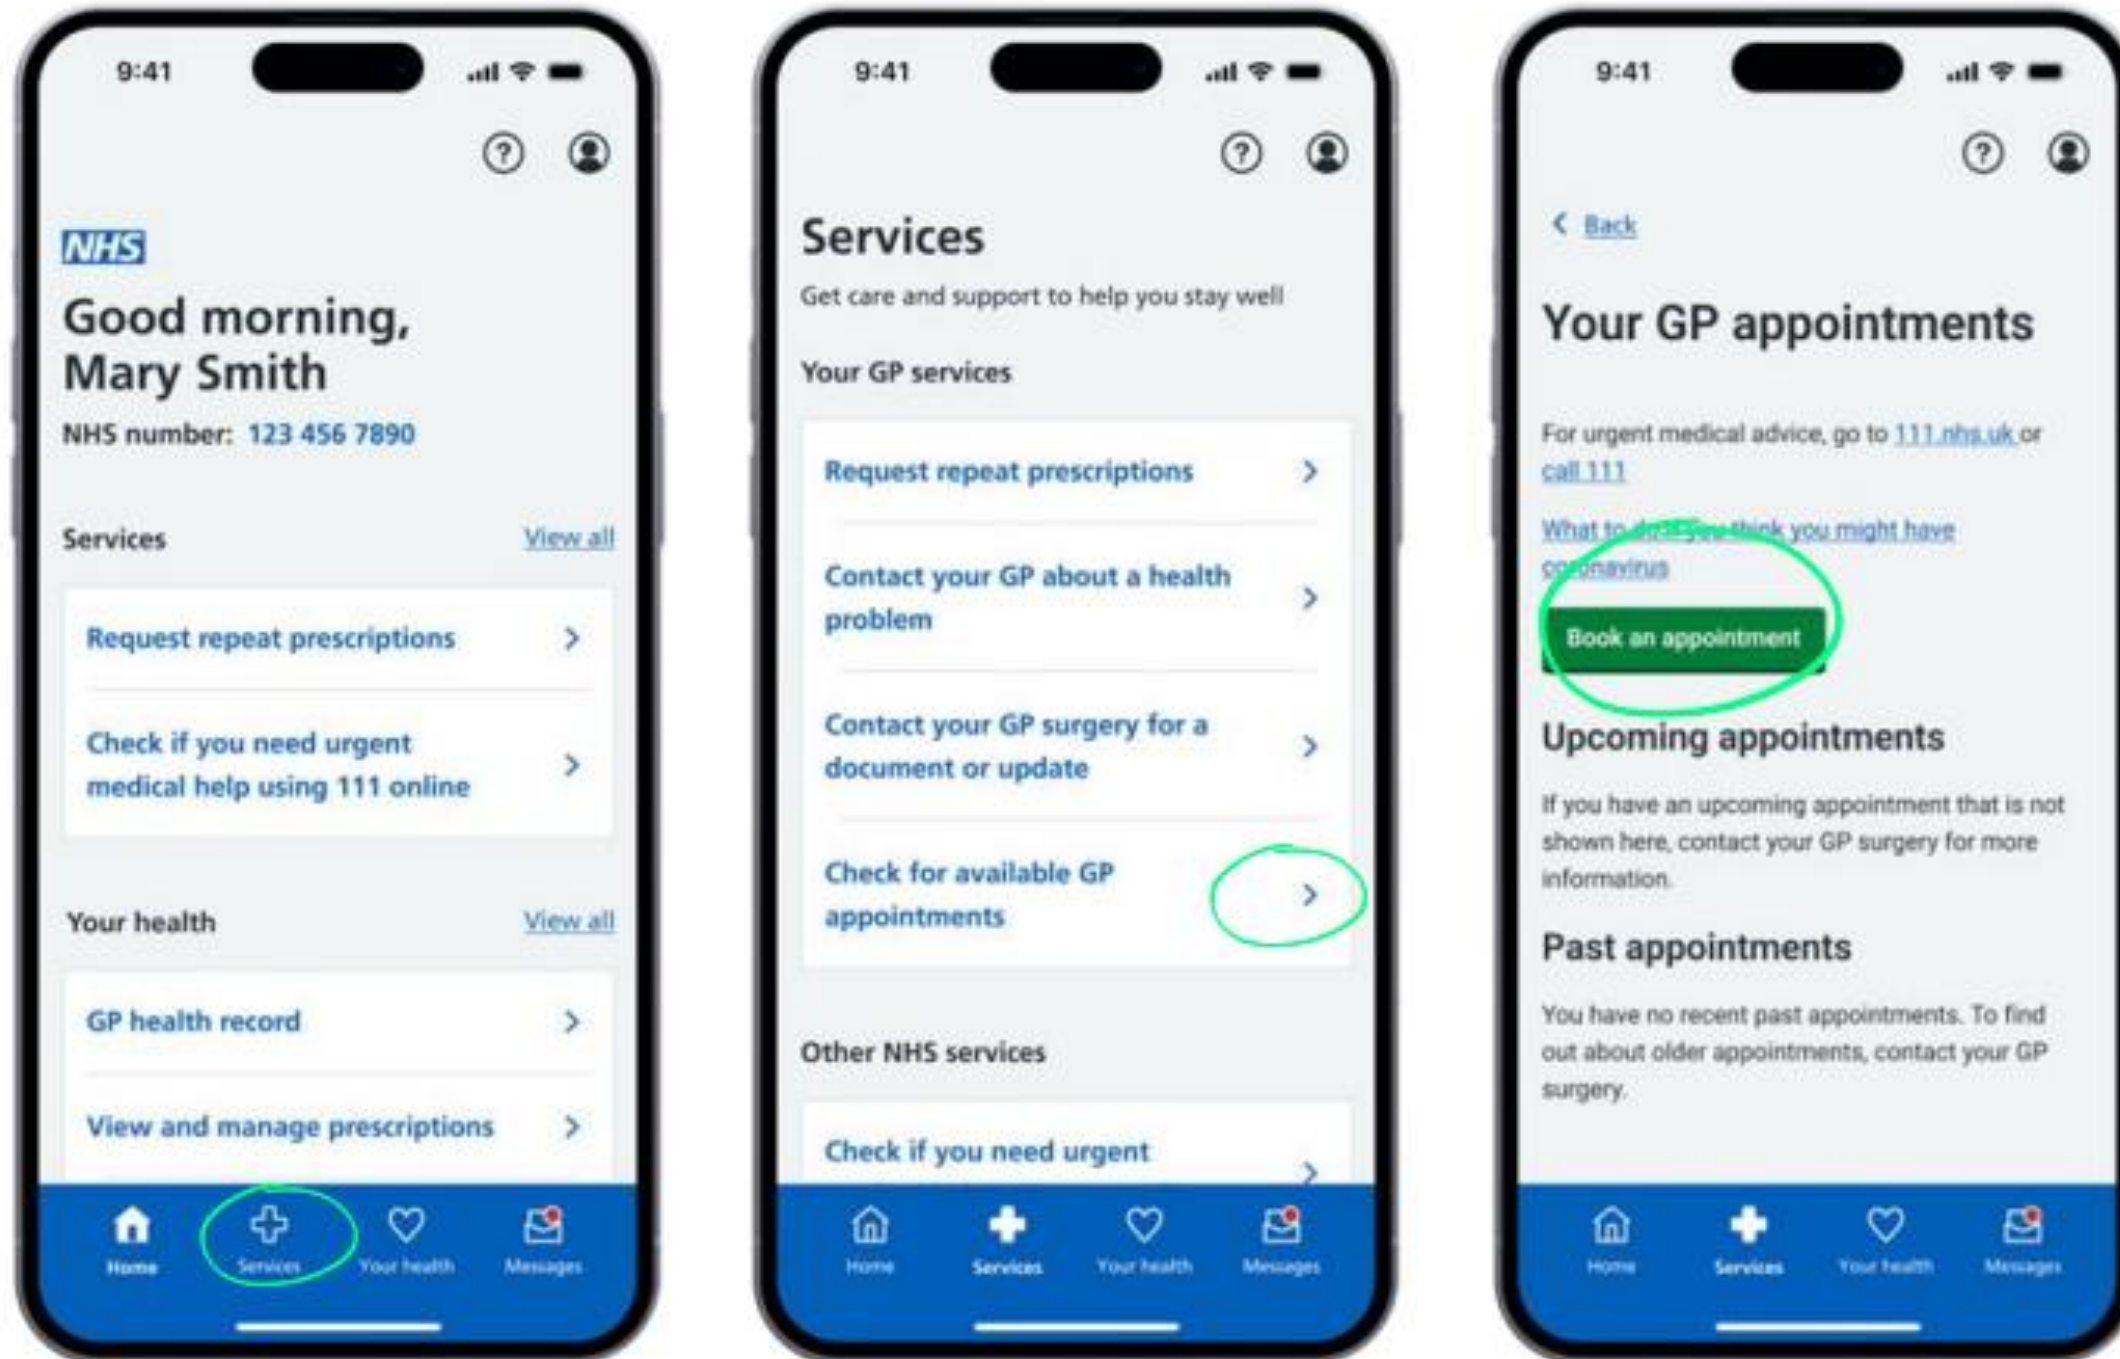 9:41
NHS
Good morning,
Mary Smith
NHS number: 123 456 7890
Services
View all
Request repeat prescriptions
Check if you need urgent
medical help using 111 online
Your health
View all
GP health record
View and manage prescriptions
Home
Services
Your health
Messages
9:41
Services
Get care and support to help you stay well
Your GP services
Request repeat prescriptions
Contact your GP about a health
problem
Contact your GP surgery for a
document or update
Check for available GP
appointments
Other NHS services
Check if you need urgent
Home
Services
Your health
Messages
9:41
Back
Your GP appointments
For urgent medical advice, go to 111.nhs.uk or
call 111
What to do if you think you might have
coronavirus
Book an appointment
Upcoming appointments
If you have an upcoming appointment that is not
shown here, contact your GP surgery for more
information.
Past appointments
You have no recent past appointments. To find
out about older appointments, contact your GP
surgery.
Home
Services
Your health
Messages